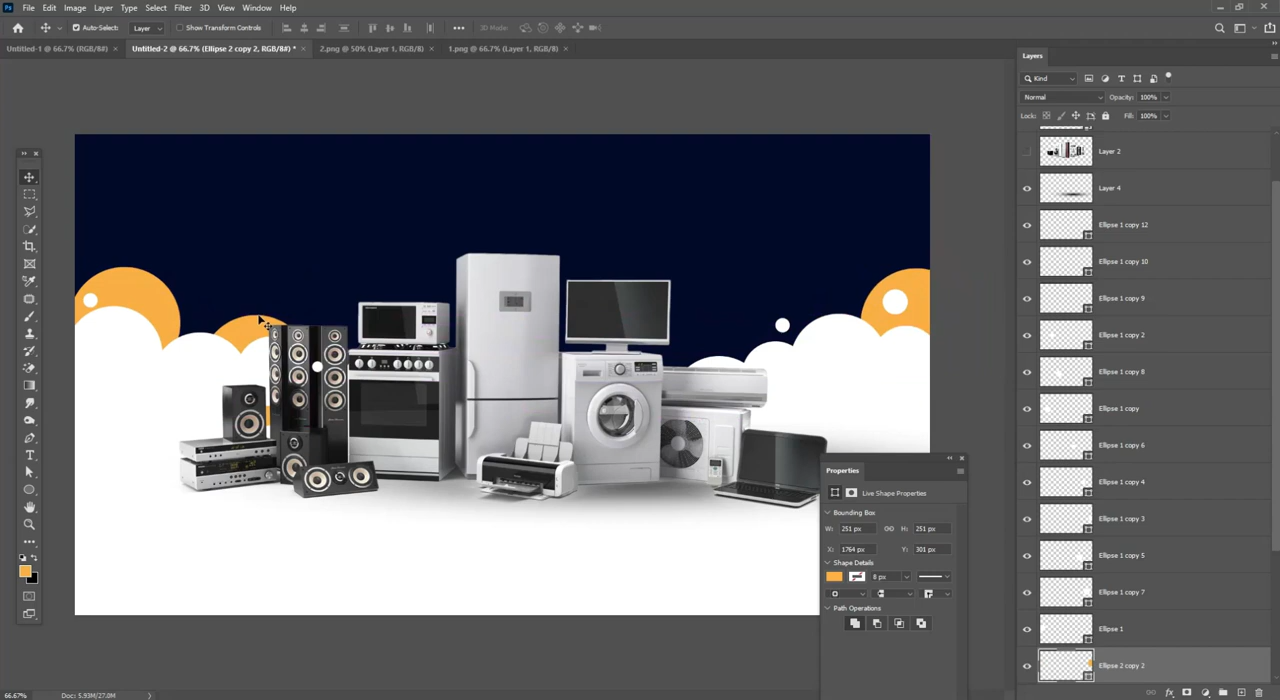 File Edit Image Layer Type Select Filter 3D View Window Help
Auto-Select: Layer Show Transform Controls 3D Mode:
Untitled-1 @ 66.7% (RGB/8#) × Untitled-2 @ 66.7% (Ellipse 2 copy 2, RGB/8#) * × 2.png @ 50% (Layer 1, RGB/8#) × 1.png @ 66.7% (Layer 1, RGB/8#) ×
Layers
Kind
Normal Opacity: 100%
Lock: Fill: 100%
Layer 2
Layer 4
Ellipse 1 copy 12
Ellipse 1 copy 10
Ellipse 1 copy 9
Ellipse 1 copy 2
Ellipse 1 copy 8
Ellipse 1 copy
Ellipse 1 copy 6
Ellipse 1 copy 4
Ellipse 1 copy 3
Ellipse 1 copy 5
Ellipse 1 copy 7
Ellipse 1
Ellipse 2 copy 2
Properties
Live Shape Properties
Bounding Box
W: 251 px H: 251 px
X: 1764 px Y: 301 px
Shape Details
8 px
Path Operations
66.67% Doc: 5.93M/27.0M